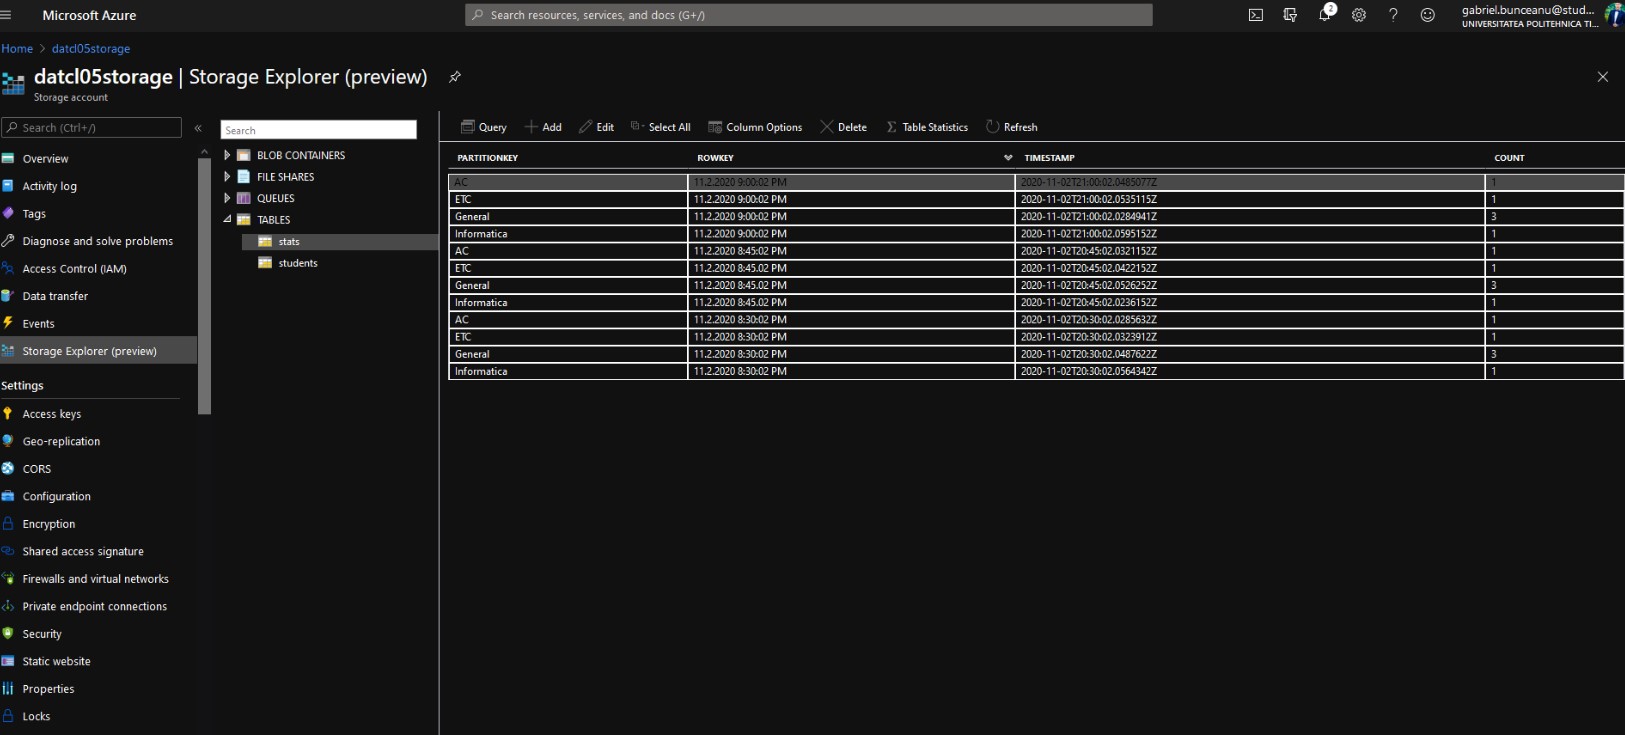 Microsoft Azure
Search resources, services, and docs (G+/)
2
gabriel.bunceanu@stud...
UNIVERSITATEA POLITEHNICA TI...
Home > datcl05storage
datcl05storage | Storage Explorer (preview)
Storage account
Search (Ctrl+/)
«
Overview
Activity log
Tags
Diagnose and solve problems
Access Control (IAM)
Data transfer
Events
Storage Explorer (preview)
Settings
Access keys
Geo-replication
CORS
Configuration
Encryption
Shared access signature
Firewalls and virtual networks
Private endpoint connections
Security
Static website
Properties
Locks
Search
BLOB CONTAINERS
FILE SHARES
QUEUES
TABLES
stats
students
Query Add Edit Select All Column Options Delete Table Statistics Refresh
PARTITIONKEY ROWKEY TIMESTAMP COUNT
AC 11.2.2020 9:00:02 PM 2020-11-02T21:00:02.0485077Z 1
ETC 11.2.2020 9:00:02 PM 2020-11-02T21:00:02.0535115Z 1
General 11.2.2020 9:00:02 PM 2020-11-02T21:00:02.0284941Z 3
Informatica 11.2.2020 9:00:02 PM 2020-11-02T21:00:02.0595152Z 1
AC 11.2.2020 8:45:02 PM 2020-11-02T20:45:02.0321152Z 1
ETC 11.2.2020 8:45:02 PM 2020-11-02T20:45:02.0422152Z 1
General 11.2.2020 8:45.02 PM 2020-11-02T20:45:02.0526252Z 3
Informatica 11.2.2020 8:45.02 PM 2020-11-02T20:45:02.0236152Z 1
AC 11.2.2020 8:30:02 PM 2020-11-02T20:30:02.0285632Z 1
ETC 11.2.2020 8:30:02 PM 2020-11-02T20:30:02.0323912Z 1
General 11.2.2020 8:30:02 PM 2020-11-02T20:30:02.0487622Z 3
Informatica 11.2.2020 8:30:02 PM 2020-11-02T20:30:02.0564342Z 1